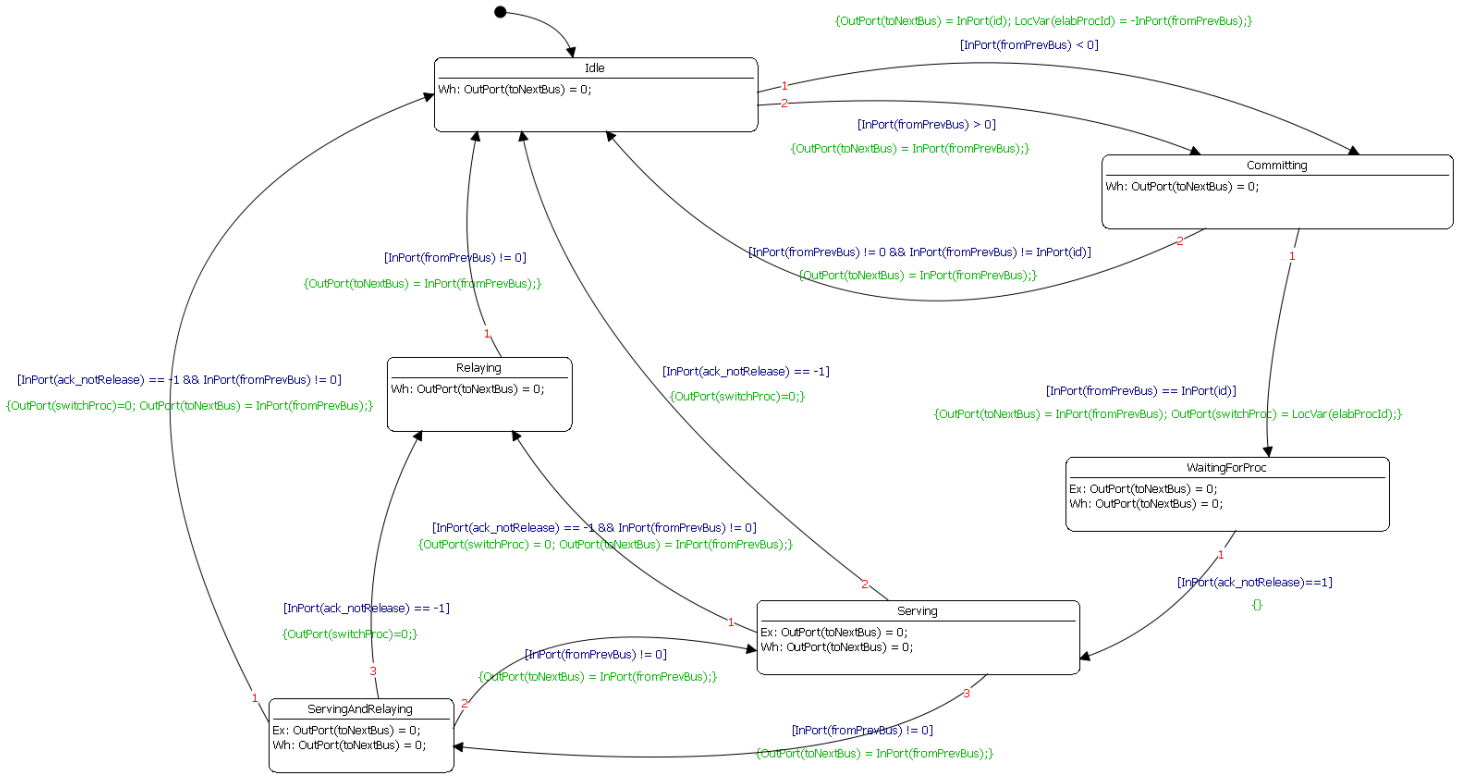 {OutPort(toNextBus) = InPort(id); LocVar(elabProcId) = -InPort(fromPrevBus);}
[InPort(fromPrevBus) < 0]
Idle
Wh: OutPort(toNextBus) = 0;
1
2
[InPort(fromPrevBus) > 0]
{OutPort(toNextBus) = InPort(fromPrevBus);}
Committing
Wh: OutPort(toNextBus) = 0;
2
1
[InPort(fromPrevBus) != 0 && InPort(fromPrevBus) != InPort(id)]
{OutPort(toNextBus) = InPort(fromPrevBus);}
[InPort(fromPrevBus) != 0]
{OutPort(toNextBus) = InPort(fromPrevBus);}
1
Relaying
Wh: OutPort(toNextBus) = 0;
[InPort(ack_notRelease) == -1 && InPort(fromPrevBus) != 0]
{OutPort(switchProc)=0; OutPort(toNextBus) = InPort(fromPrevBus);}
[InPort(ack_notRelease) == -1]
{OutPort(switchProc)=0;}
[InPort(fromPrevBus) == InPort(id)]
{OutPort(toNextBus) = InPort(fromPrevBus); OutPort(switchProc) = LocVar(elabProcId);}
WaitingForProc
Ex: OutPort(toNextBus) = 0;
Wh: OutPort(toNextBus) = 0;
[InPort(ack_notRelease) == -1 && InPort(fromPrevBus) != 0]
{OutPort(switchProc) = 0; OutPort(toNextBus) = InPort(fromPrevBus);}
1
[InPort(ack_notRelease)==1]
{}
2
1
Serving
Ex: OutPort(toNextBus) = 0;
Wh: OutPort(toNextBus) = 0;
[InPort(ack_notRelease) == -1]
{OutPort(switchProc)=0;}
[InPort(fromPrevBus) != 0]
{OutPort(toNextBus) = InPort(fromPrevBus);}
3
3
1
2
ServingAndRelaying
Ex: OutPort(toNextBus) = 0;
Wh: OutPort(toNextBus) = 0;
[InPort(fromPrevBus) != 0]
{OutPort(toNextBus) = InPort(fromPrevBus);}